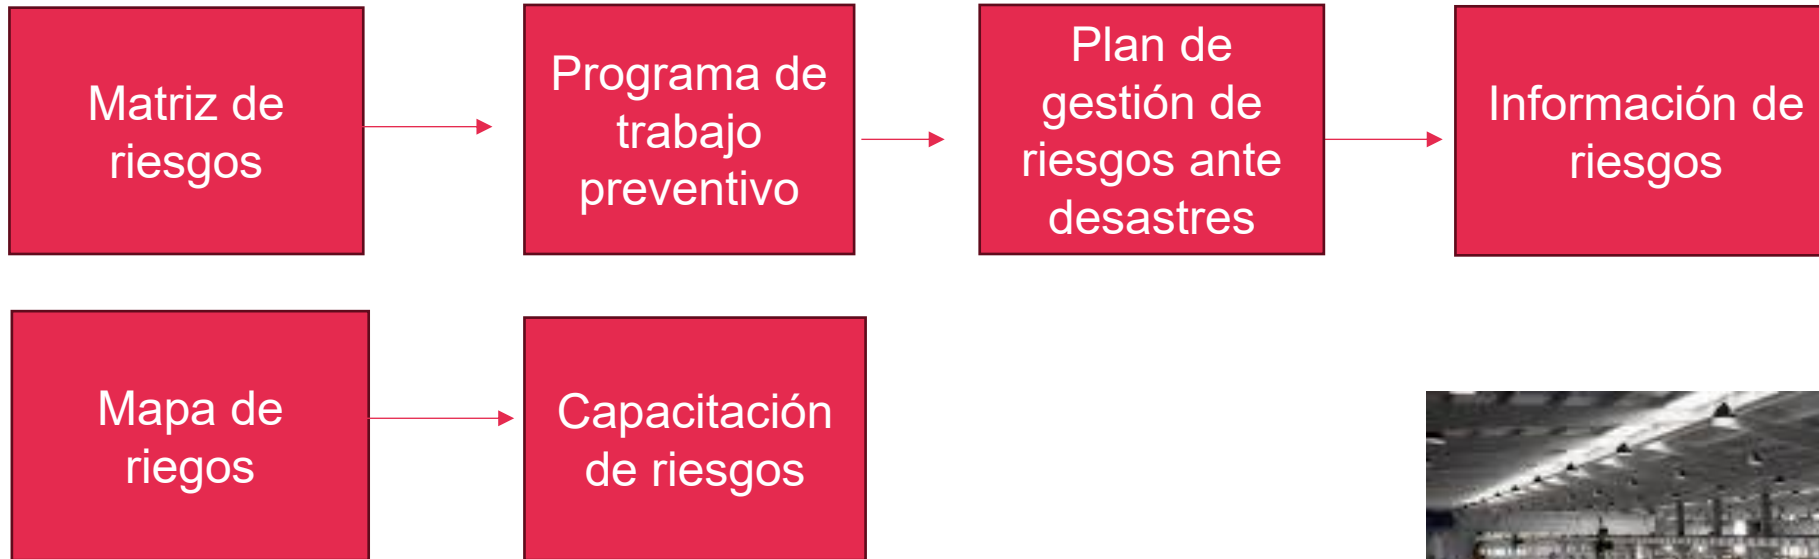 Matriz de
riesgos
Programa de
trabajo
preventivo
Plan de
gestión de
riesgos ante
desastres
Información de
riesgos
Mapa de
riegos
Capacitación
de riesgos